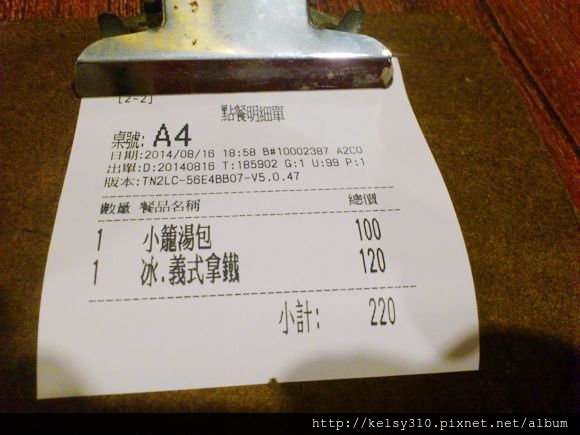 [2-2]
點餐明細單
桌號: A4
日期:2014/08/16 18:58 B#10002387 A2C0
出單:D:20140816 T:185902 G:1 U:99 P:1
版本:TN2LC-56E4BB07-V5.0.47
數量 餐品名稱 總價
1 小籠湯包 100
1 冰.義式拿鐵 120
小計: 220
http://kelsy310.pixnet.net/album